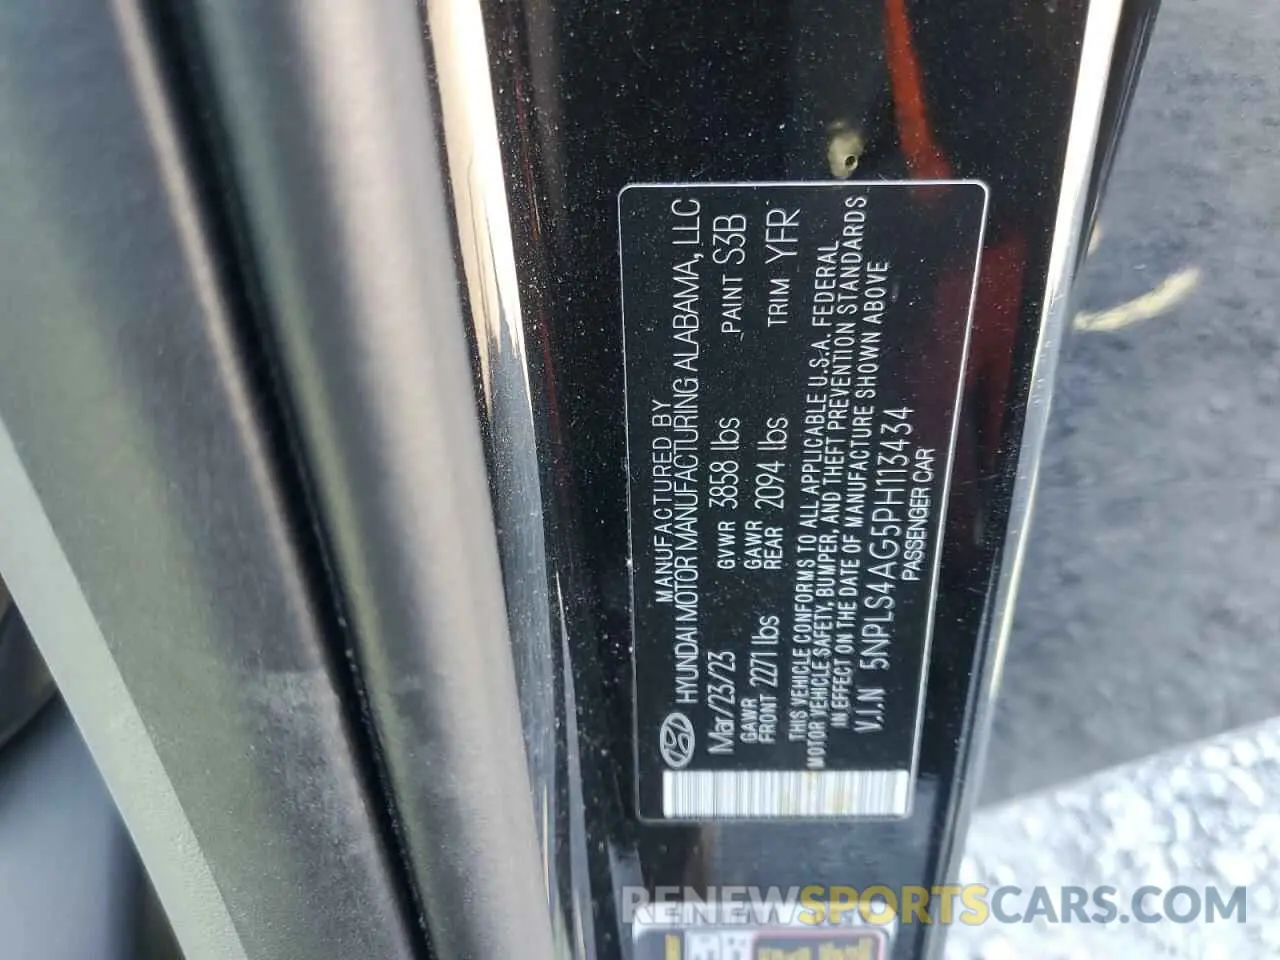 MANUFACTURED BY
HYUNDAI MOTOR MANUFACTURING ALABAMA, LLC
Mar/23/23 GVWR 3858 lbs PAINT S3B
GAWR FRONT 2271 lbs GAWR REAR 2094 lbs TRIM YFR
THIS VEHICLE CONFORMS TO ALL APPLICABLE U.S.A. FEDERAL
MOTOR VEHICLE SAFETY, BUMPER, AND THEFT PREVENTION STANDARDS
IN EFFECT ON THE DATE OF MANUFACTURE SHOWN ABOVE
V.I.N 5NPLS4AG5PH113434
PASSENGER CAR
RENEWSPORTSCARS.COM